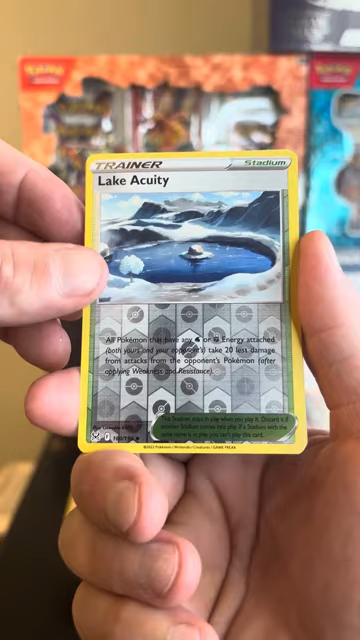 Pokémon
Pokémon
TRAINER
Stadium
Lake Acuity
All Pokémon that have any or Energy attached
(both yours and your opponent's) take 20 less damage
from attacks from the opponent's Pokémon (after
applying Weakness and Resistance).
This Stadium stays in play when you play it. Discard it if
another Stadium comes into play. If a Stadium with the
same name is in play, you can't play this card.
©2022 Pokémon / Nintendo / Creatures / GAME FREAK